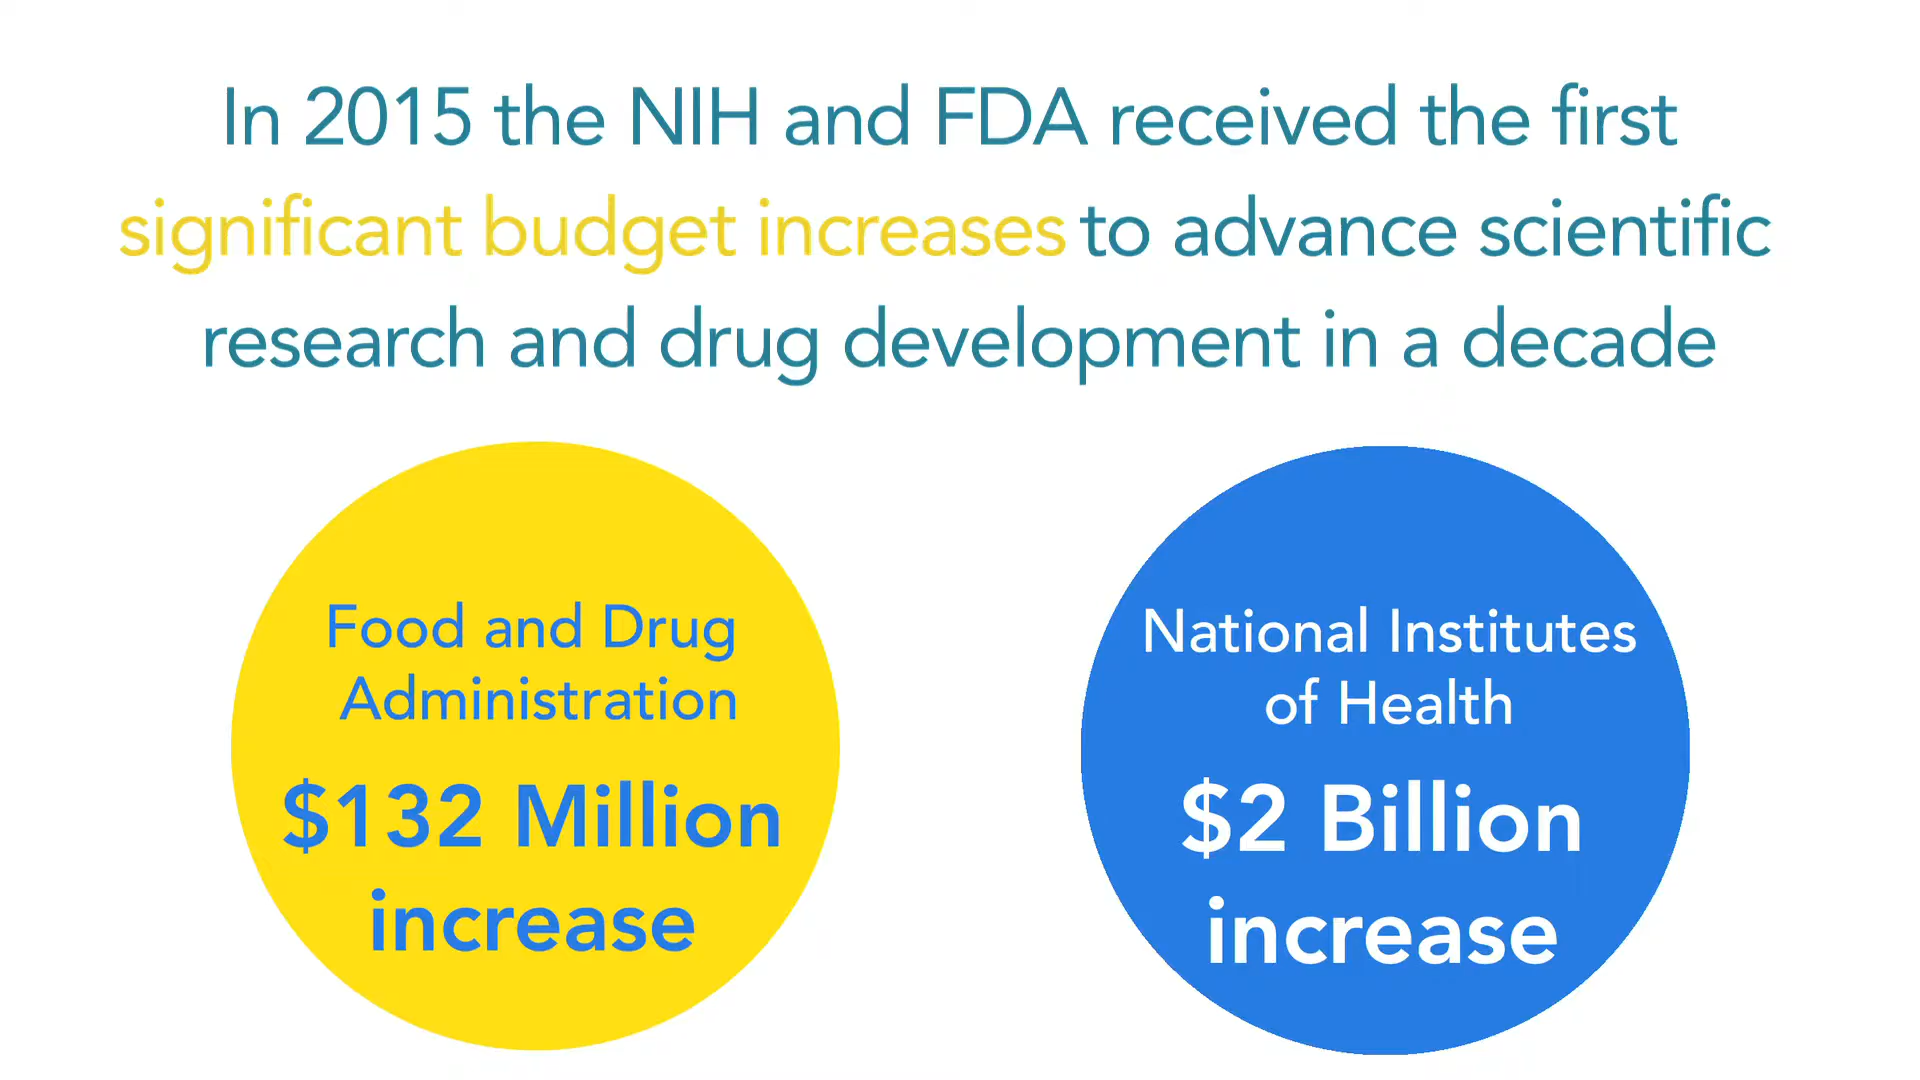 In 2015 the NIH and FDA received the first
significant budget increases to advance scientific
research and drug development in a decade
Food and Drug
Administration
$132 Million
increase
National Institutes
of Health
$2 Billion
increase